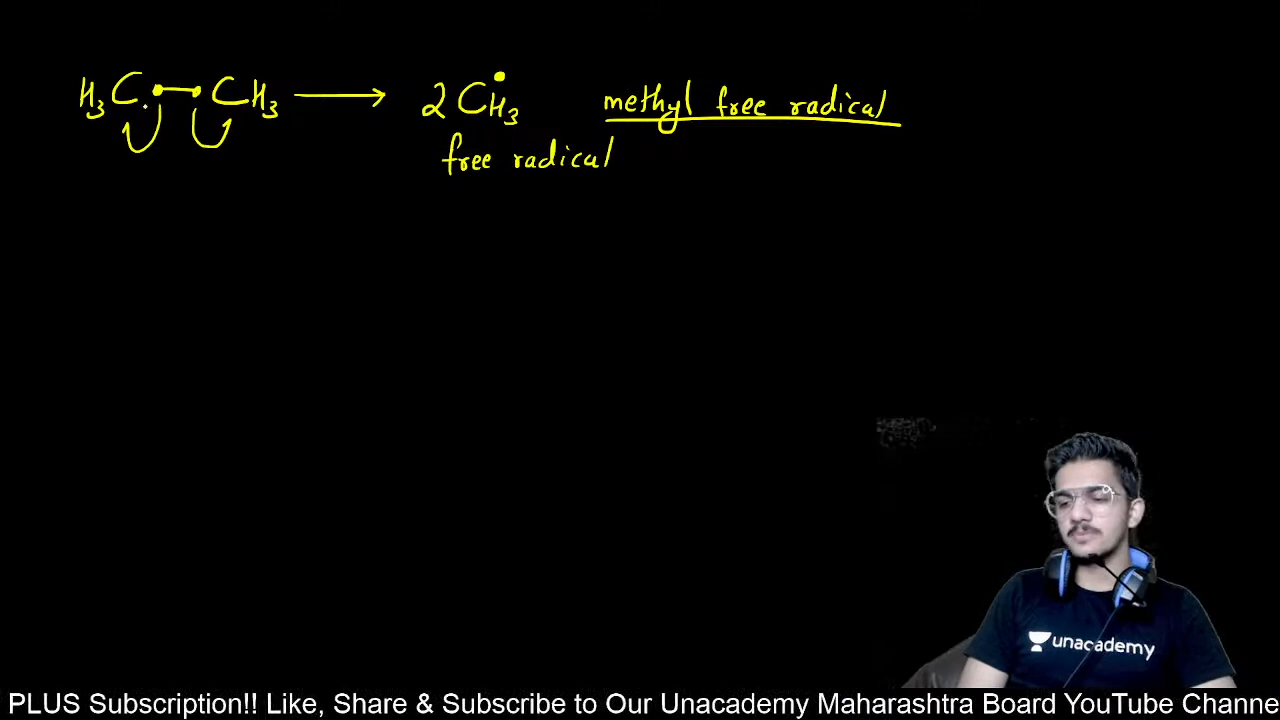 H₃C — CH₃ ⟶ 2 ĊH₃ methyl free radical
free radical
unacademy
PLUS Subscription!! Like, Share & Subscribe to Our Unacademy Maharashtra Board YouTube Channe